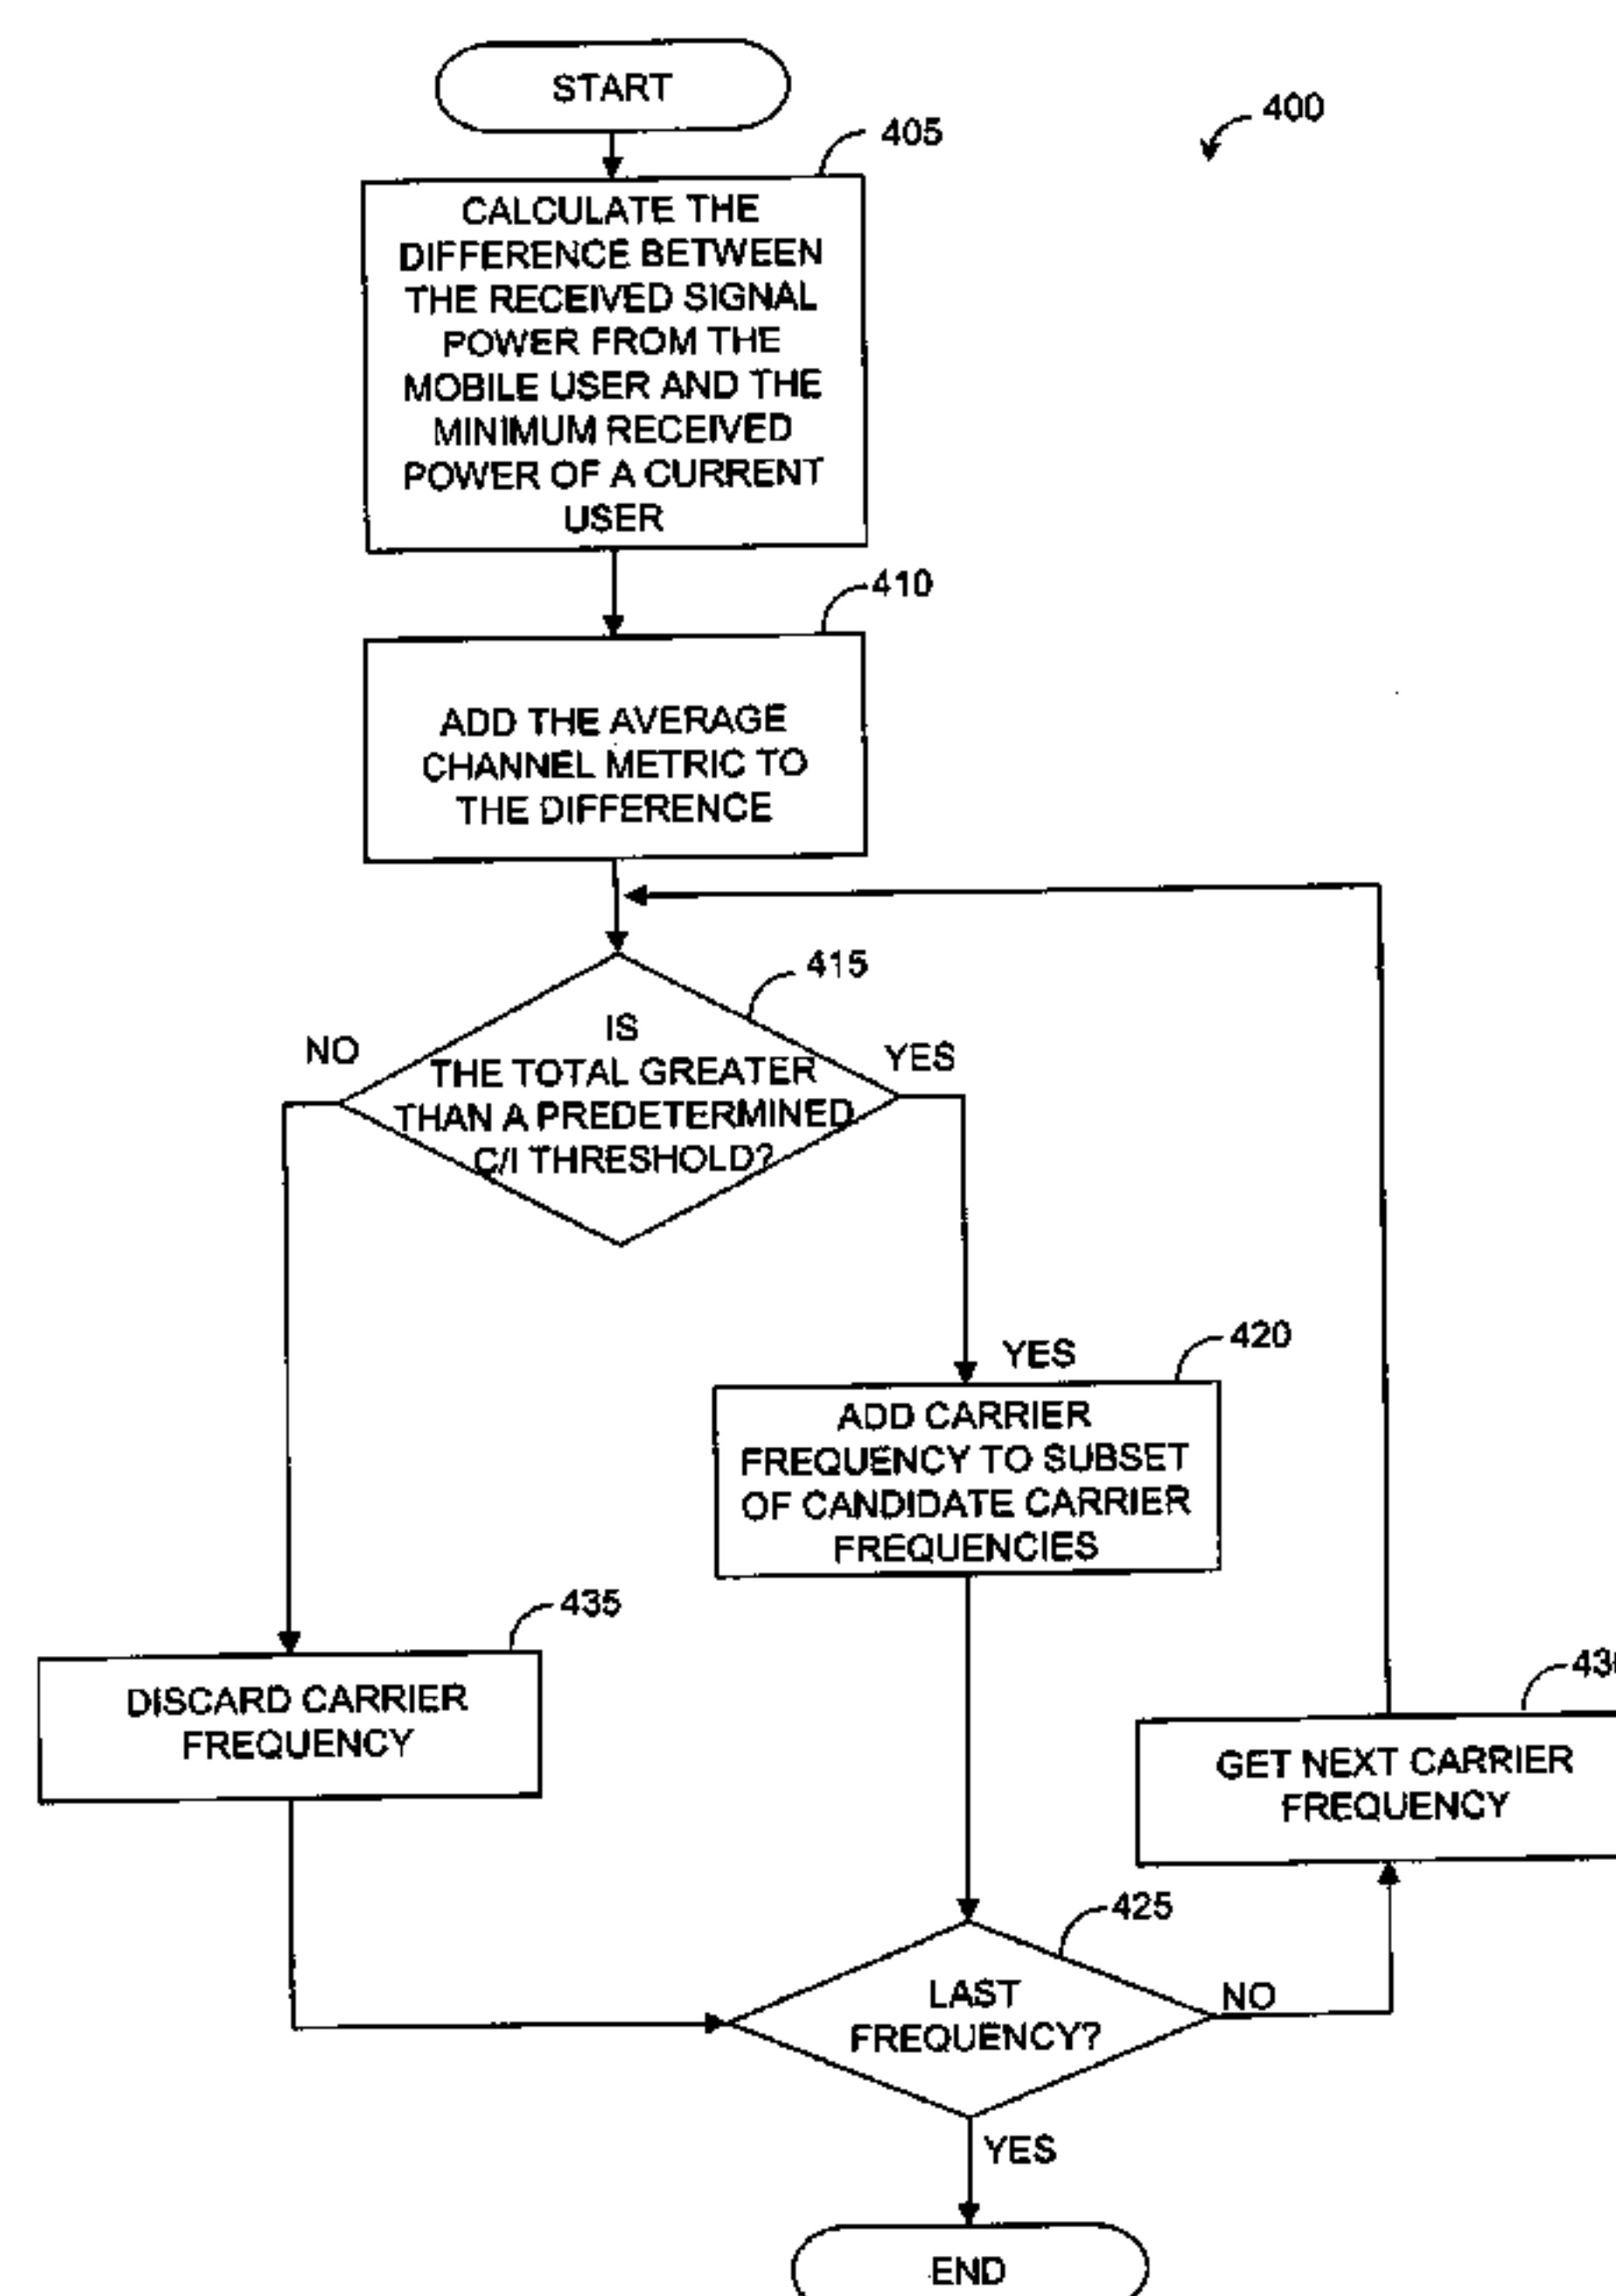 START
400
405
CALCULATE THE
DIFFERENCE BETWEEN
THE RECEIVED SIGNAL
POWER FROM THE
MOBILE USER AND THE
MINIMUM RECEIVED
POWER OF A CURRENT
USER
410
ADD THE AVERAGE
CHANNEL METRIC TO
THE DIFFERENCE
415
IS
THE TOTAL GREATER
THAN A PREDETERMINED
C/I THRESHOLD?
NO
YES
YES
420
ADD CARRIER
FREQUENCY TO SUBSET
OF CANDIDATE CARRIER
FREQUENCIES
435
DISCARD CARRIER
FREQUENCY
GET NEXT CARRIER
FREQUENCY
425
LAST
FREQUENCY?
NO
YES
END